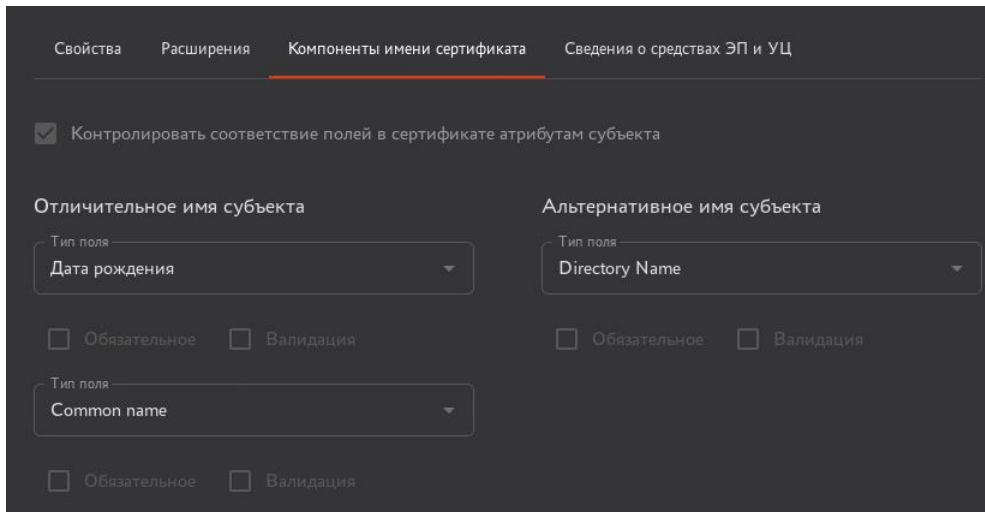 Свойства Расширения Компоненты имени сертификата Сведения о средствах ЭП и УЦ
Контролировать соответствие полей в сертификате атрибутам субъекта
Отличительное имя субъекта
Тип поля
Дата рождения
Обязательное Валидация
Тип поля
Common name
Обязательное Валидация
Альтернативное имя субъекта
Тип поля
Directory Name
Обязательное Валидация